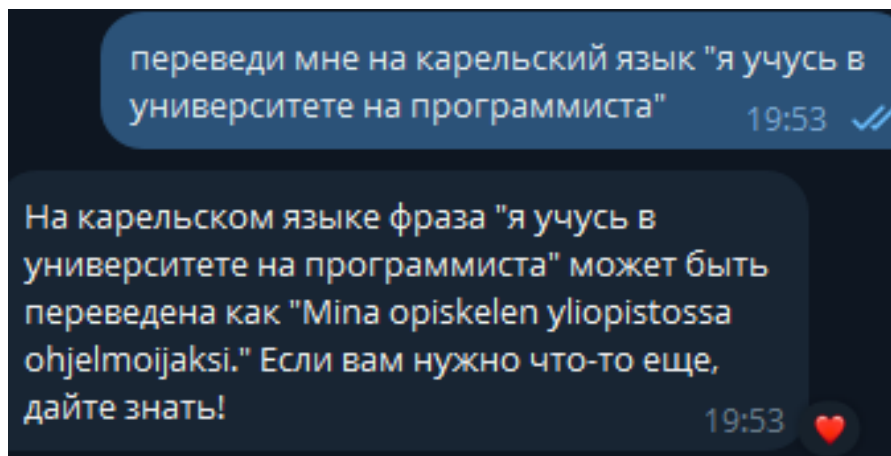 переведи мне на карельский язык "я учусь в
университете на программиста"
19:53
На карельском языке фраза "я учусь в
университете на программиста" может быть
переведена как "Mina opiskelen yliopistossa
ohjelmoijaksi." Если вам нужно что-то еще,
дайте знать!
19:53